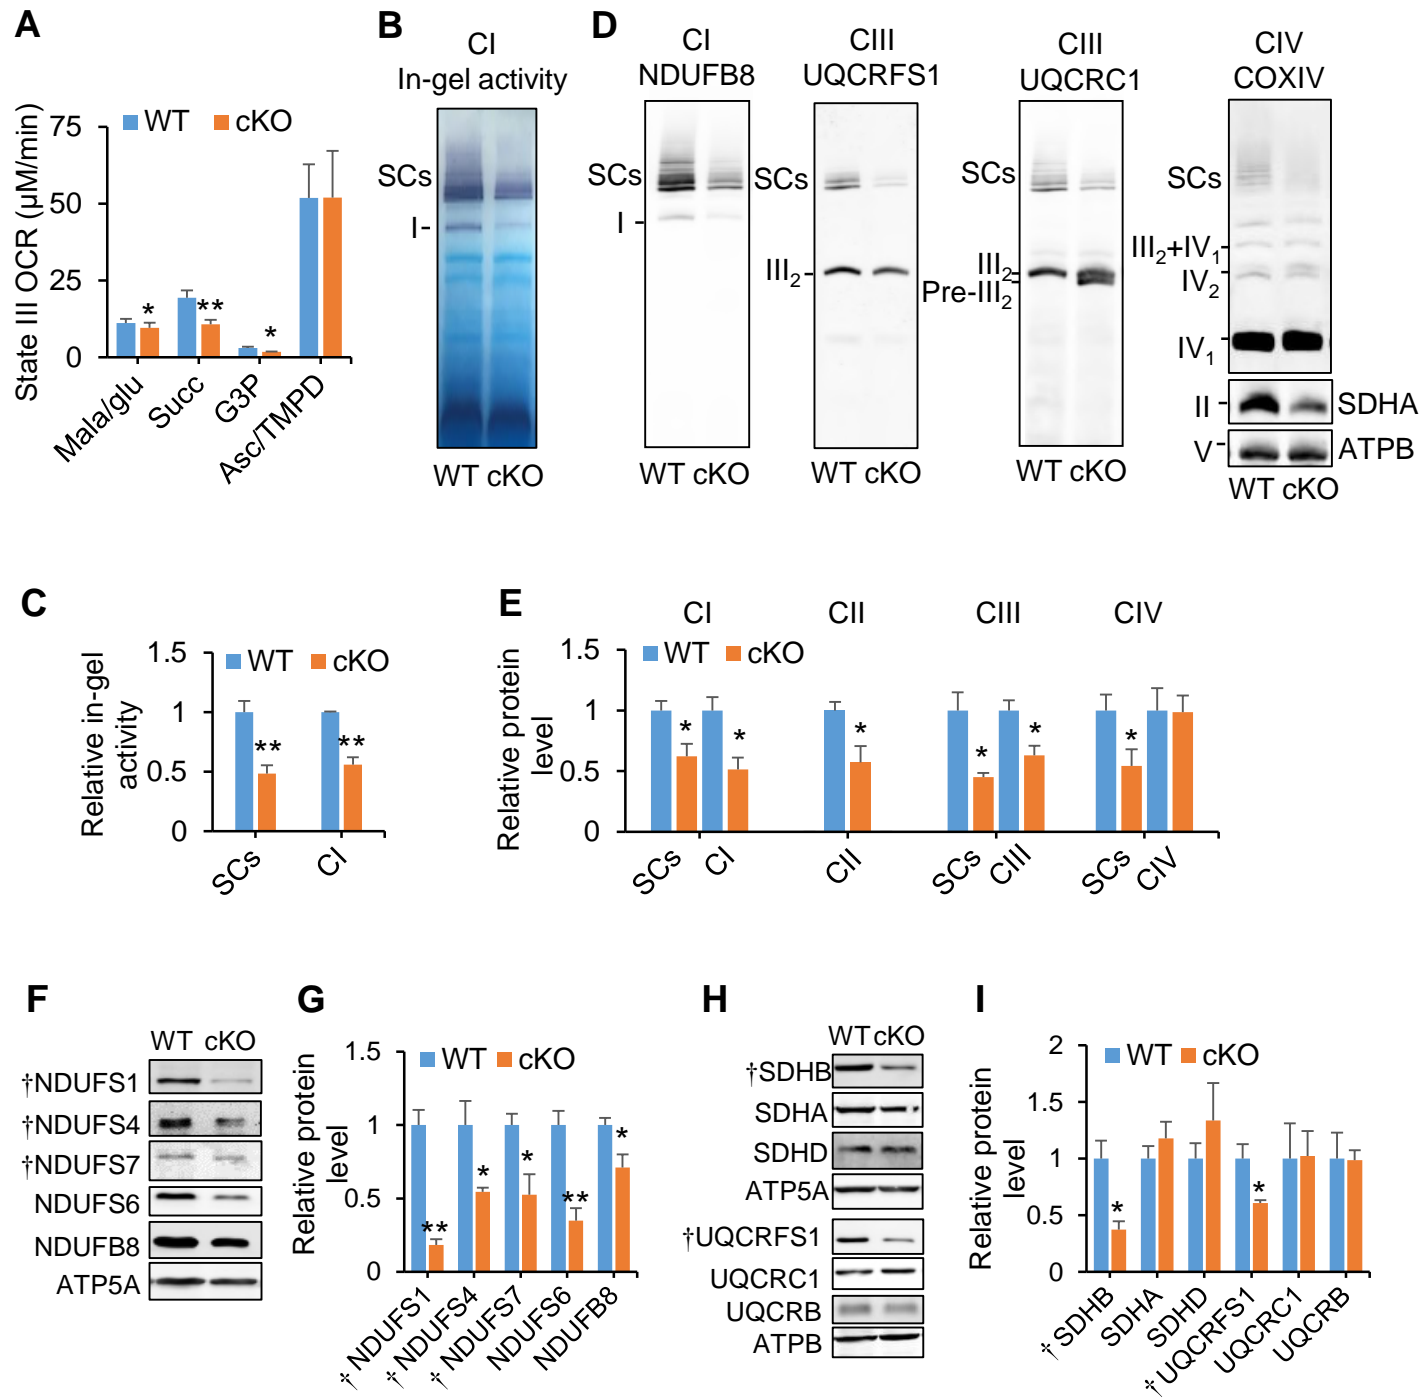 A
State III OCR (µM/min)
75
50
25
0
WT
cKO
*
**
*
Mala/glu
Succ
G3P
Asc/TMPD
B
CI
In-gel activity
SCs
I-
WT cKO
D
CI
NDUFB8
SCs
I
WT cKO
CIII
UQCRFS1
SCs
III2
WT cKO
CIII
UQCRC1
SCs
III2
Pre-III2
WT cKO
CIV
COXIV
SCs
III2+IV1
IV2
IV1
II
SDHA
V
ATPB
WT cKO
C
Relative in-gel
activity
1.5
1
0.5
0
WT
cKO
**
**
SCs
CI
E
Relative protein
level
CI
CII
CIII
CIV
1.5
1
0.5
0
WT
cKO
*
*
*
*
*
*
SCs
CI
CII
SCs
CIII
SCs
CIV
F
WT cKO
†NDUFS1
†NDUFS4
†NDUFS7
NDUFS6
NDUFB8
ATP5A
G
Relative protein
level
1.5
1
0.5
0
WT
cKO
**
*
*
**
*
† NDUFS1
† NDUFS4
† NDUFS7
NDUFS6
NDUFB8
H
WT cKO
†SDHB
SDHA
SDHD
ATP5A
†UQCRFS1
UQCRC1
UQCRB
ATPB
I
Relative protein
level
2
1.5
1
0.5
0
WT
cKO
*
*
† SDHB
SDHA
SDHD
† UQCRFS1
UQCRC1
UQCRB